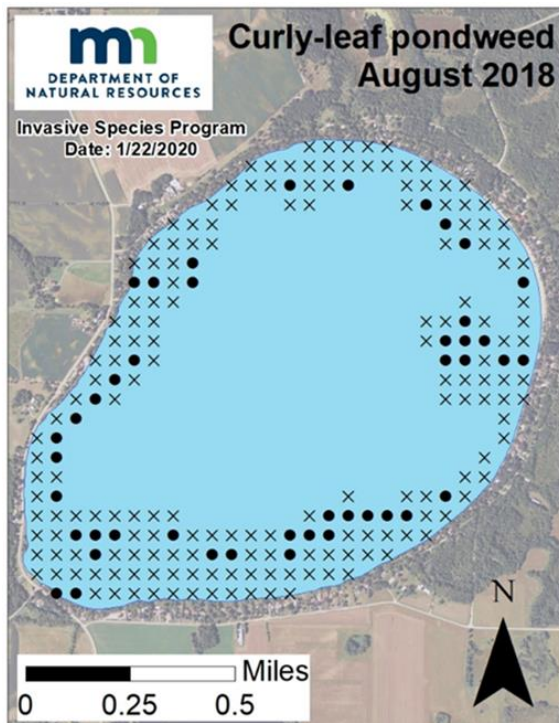 mn
DEPARTMENT OF
NATURAL RESOURCES
Curly-leaf pondweed
August 2018
Invasive Species Program
Date: 1/22/2020
N
Miles
0 0.25 0.5